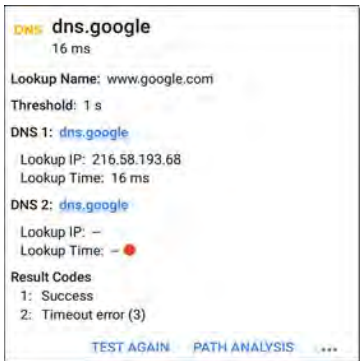 DNS dns.google
16 ms
Lookup Name: www.google.com
Threshold: 1 s
DNS 1: dns.google
Lookup IP: 216.58.193.68
Lookup Time: 16 ms
DNS 2: dns.google
Lookup IP: --
Lookup Time: --
Result Codes
1: Success
2: Timeout error (3)
TEST AGAIN PATH ANALYSIS ...